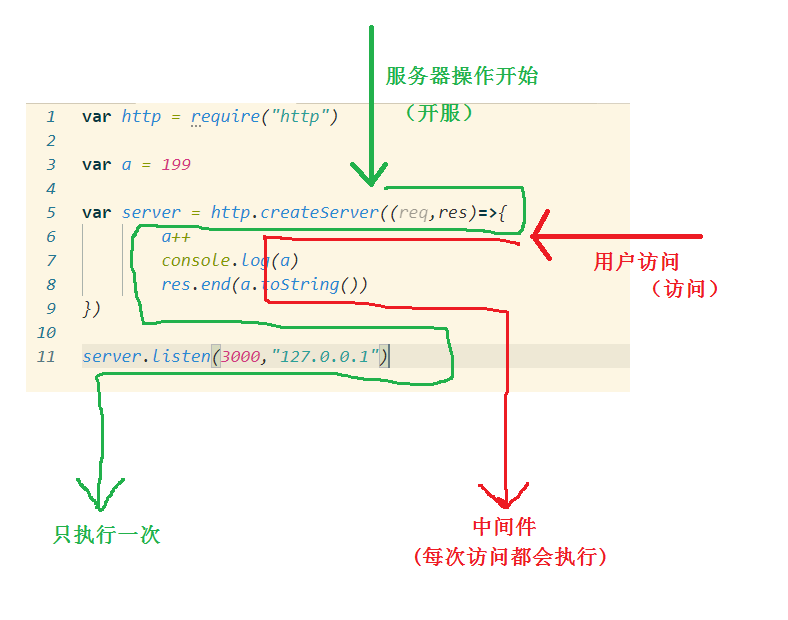 服务器操作开始
（开服）
1 var http = require("http")
2
3 var a = 199
4
5 var server = http.createServer((req,res)=>{
6 a++
7 console.log(a)
8 res.end(a.toString())
9 })
10
11 server.listen(3000,"127.0.0.1")
用户访问
（访问）
只执行一次
中间件
(每次访问都会执行)